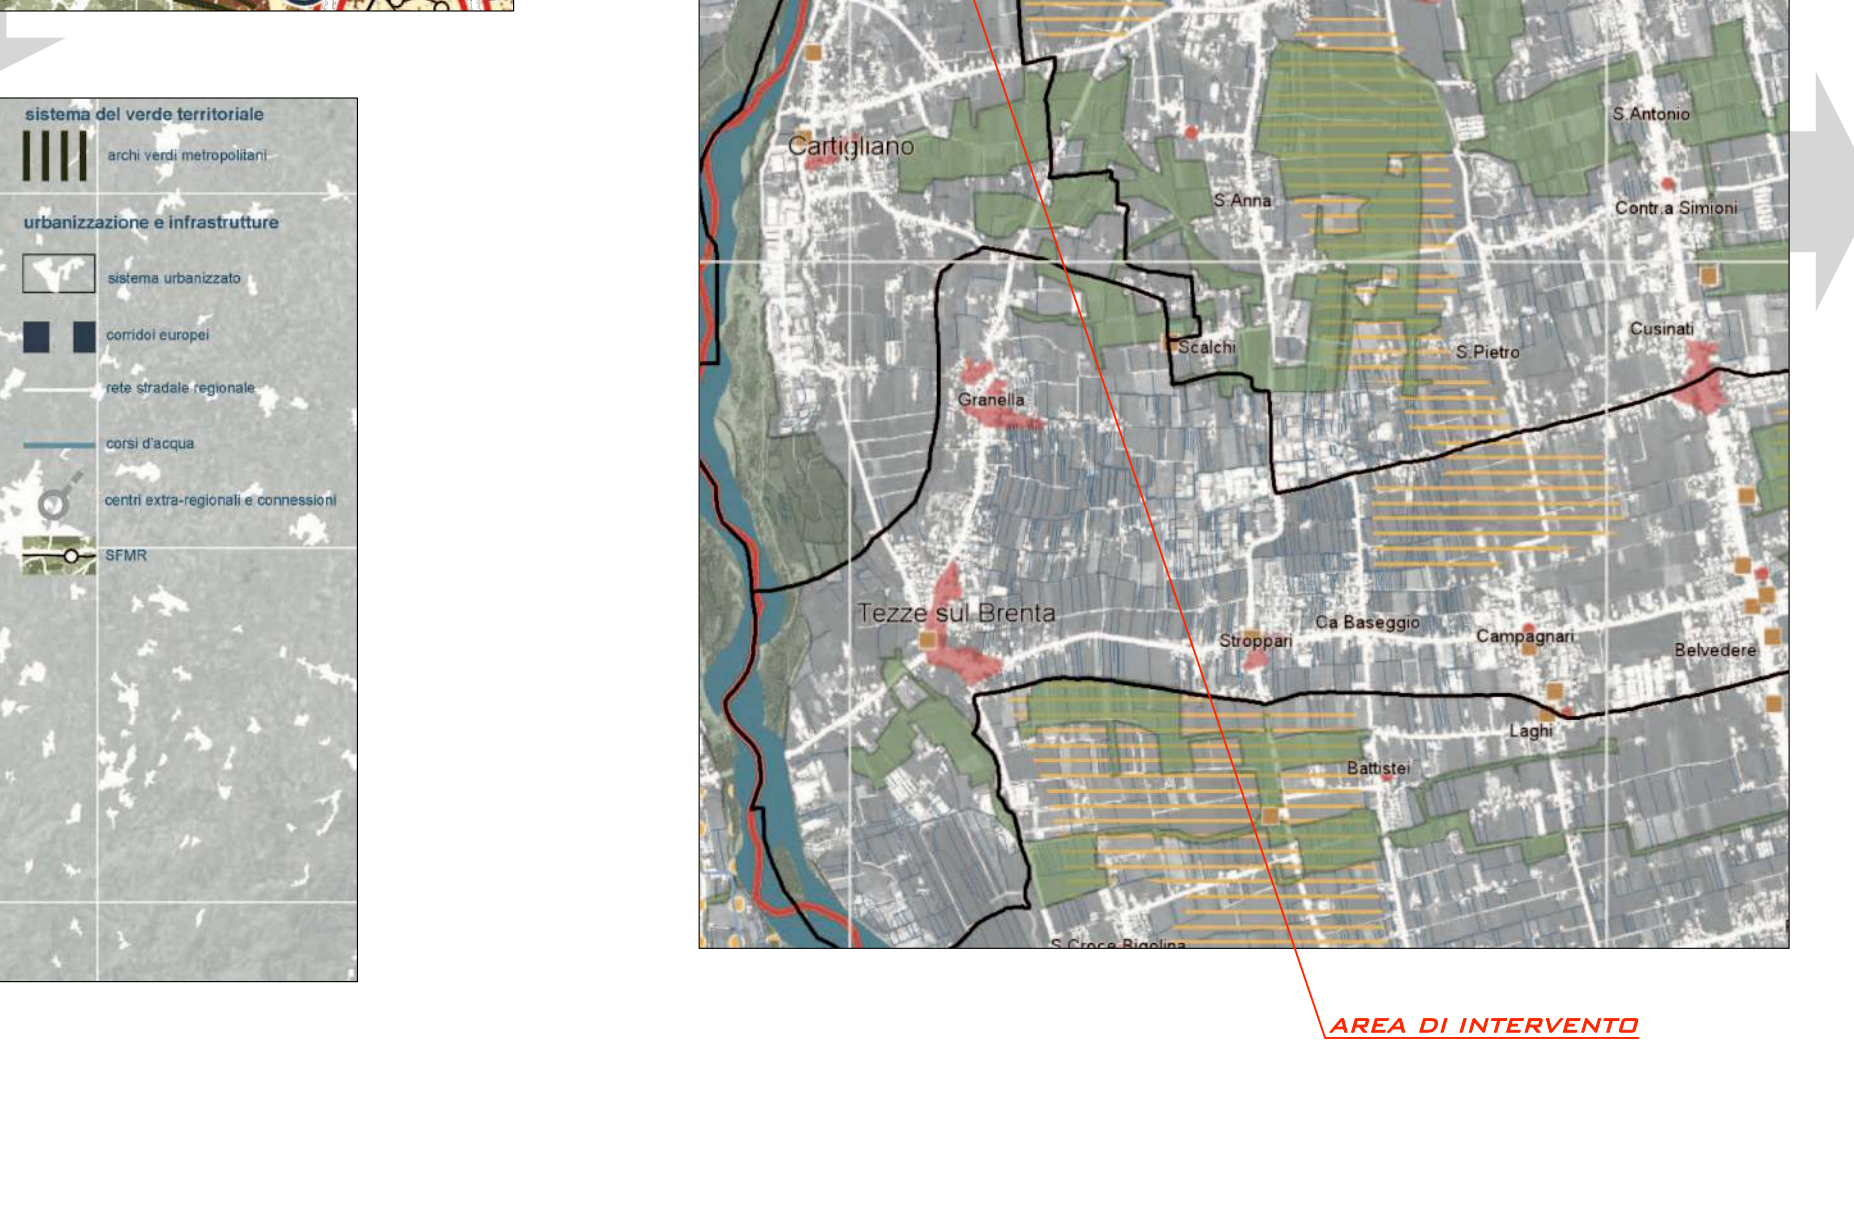 sistema del verde territoriale
archi verdi metropolitani
urbanizzazione e infrastrutture
sistema urbanizzato
corridoi europei
rete stradale regionale
corsi d'acqua
centri extra-regionali e connessioni
SFMR
S.Antonio
Cartigliano
S.Anna
Contr.a Simioni
Cusinati
Scalchi
S.Pietro
Granella
Tezze sul Brenta
Ca Baseggio
Stroppari
Campagnari
Belvedere
Laghi
Battistei
S.Croce Bigolina
AREA DI INTERVENTO